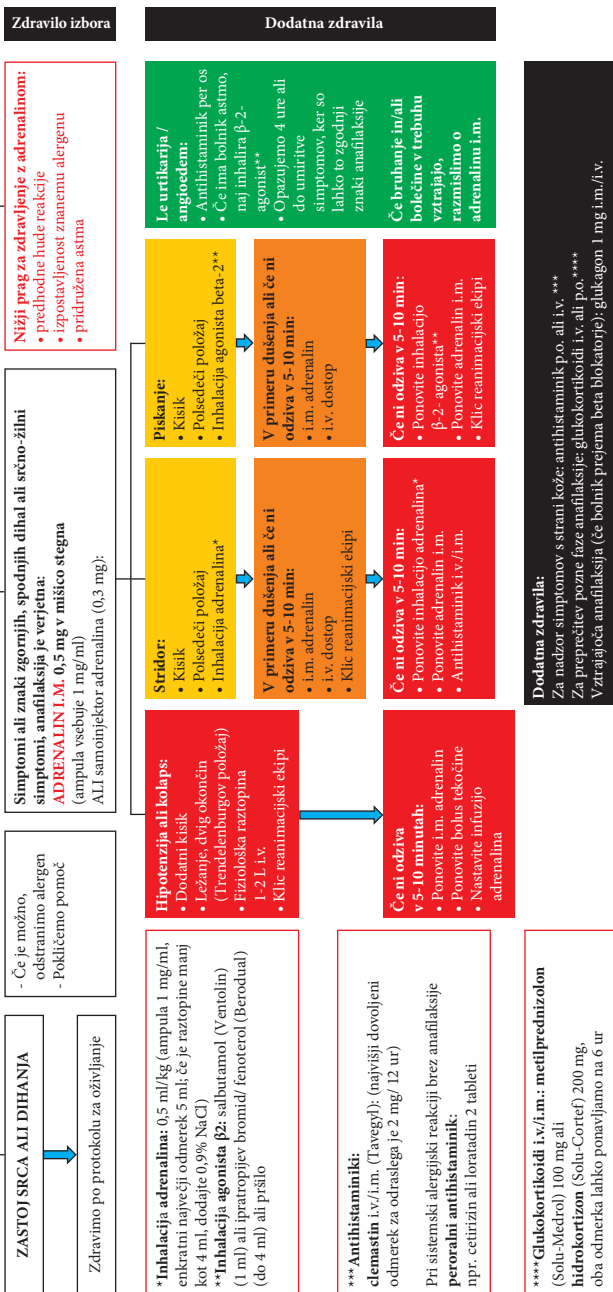 ZASTOJ SRCA ALI DIHANJA
Zdravimo po protokolu za oživljanje
- Če je možno,
odstranimo alergen
- Pokličemo pomoč
Simptomi ali znaki zgornjih, spodnjih dihal ali srčno-žilni
simptomi, anafilaksija je verjetna:
ADRENALIN I.M. 0,5 mg v mišico stegna
(ampula vsebuje 1 mg/ml)
ALI samoinjektor adrenalina (0,3 mg):
Nižji prag za zdravljenje z adrenalinom:
• predhodne hude reakcije
• izpostavljenost znanemu alergenu
• pridružena astma
Zdravilo izbora
Dodatna zdravila
Hipotenzija ali kolaps:
• Dodatni kisik
• Ležanje, dvig okončin
(Trendelenburgov položaj)
• Fiziološka raztopina
1-2 L i.v.
• Klic reanimacijski ekipi
Če ni odziva
v 5-10 minutah:
• Ponovite i.m. adrenalin
• Ponovite bolus tekočine
• Nastavite infuzijo
adrenalina
Stridor:
• Kisik
• Polsedeči položaj
• Inhalacija adrenalina*
V primeru dušenja ali če ni
odziva v 5-10 min:
• i.m. adrenalin
• i.v. dostop
• Klic reanimacijski ekipi
Če ni odziva v 5-10 min:
• Ponovite inhalacijo adrenalina*
• Ponovite adrenalin i.m.
• Antihistaminik i.v./i.m.
Piskanje:
• Kisik
• Polsedeči položaj
• Inhalacija agonista beta-2**
V primeru dušenja ali če ni
odziva v 5-10 min:
• i.m. adrenalin
• i.v. dostop
Če ni odziva v 5-10 min:
• Ponovite inhalacijo
β-2- agonista**
• Ponovite adrenalin i.m.
• Klic reanimacijski ekipi
Le urtikarija /
angioedem:
• Antihistaminik per os
• Če ima bolnik astmo,
naj inhalira β-2-
agonist**
• Opazujemo 4 ure ali
do umiritve
simptomov, ker so
lahko to zgodnji
znaki anafilaksije
Če bruhanje in/ali
bolečine v trebuhu
vztrajajo,
razmislimo o
adrenalinu i.m.
*Inhalacija adrenalina: 0,5 ml/kg (ampula 1 mg/ml,
enkratni največji odmerek 5 ml; če je raztopine manj
kot 4 ml, dodajte 0,9% NaCl)
**Inhalacija agonista β2: salbutamol (Ventolin)
(1 ml) ali ipratropijev bromid/ fenoterol (Berodual)
(do 4 ml) ali pršilo
***Antihistaminiki:
clemastin i.v./i.m. (Tavegyl): (najvišji dovoljeni
odmerek za odraslega je 2 mg/ 12 ur)
Pri sistemski alergijski reakciji brez anafilaksije
peroralni antihistaminik:
npr. cetirizin ali loratadin 2 tableti
****Glukokortikoidi i.v./i.m.: metilprednizolon
(Solu-Medrol) 100 mg ali
hidrokortizon (Solu-Cortef) 200 mg,
oba odmerka lahko ponavljamo na 6 ur
Dodatna zdravila:
Za nadzor simptomov s strani kože: antihistaminik p.o. ali i.v. ***
Za preprečitev pozne faze anafilaksije: glukokortikoidi i.v. ali p.o.****
Vztrajajoča anafilaksija (če bolnik prejema beta blokatorje): glukagon 1 mg i.m./i.v.